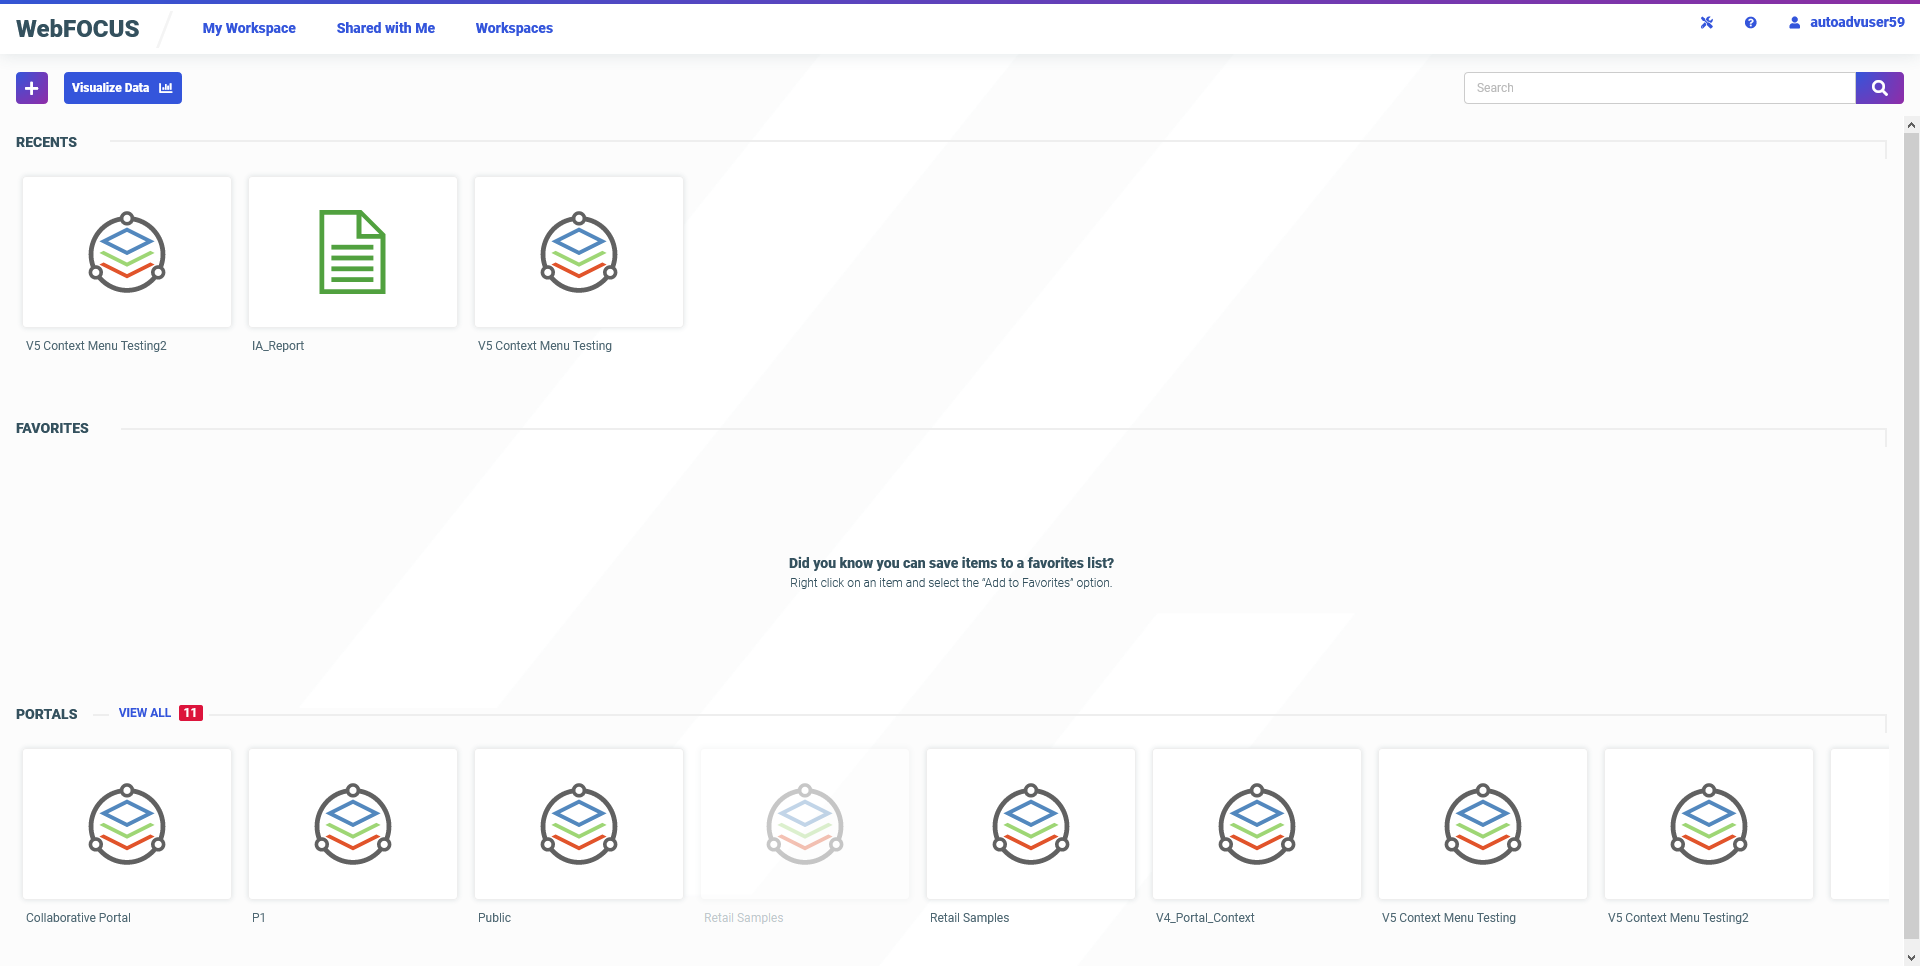 WebFOCUS
My Workspace
Shared with Me
Workspaces
autoadvuser59
Visualize Data
Search
RECENTS
V5 Context Menu Testing2
IA_Report
V5 Context Menu Testing
FAVORITES
Did you know you can save items to a favorites list?
Right click on an item and select the “Add to Favorites” option.
PORTALS
VIEW ALL 11
Collaborative Portal
P1
Public
Retail Samples
Retail Samples
V4_Portal_Context
V5 Context Menu Testing
V5 Context Menu Testing2